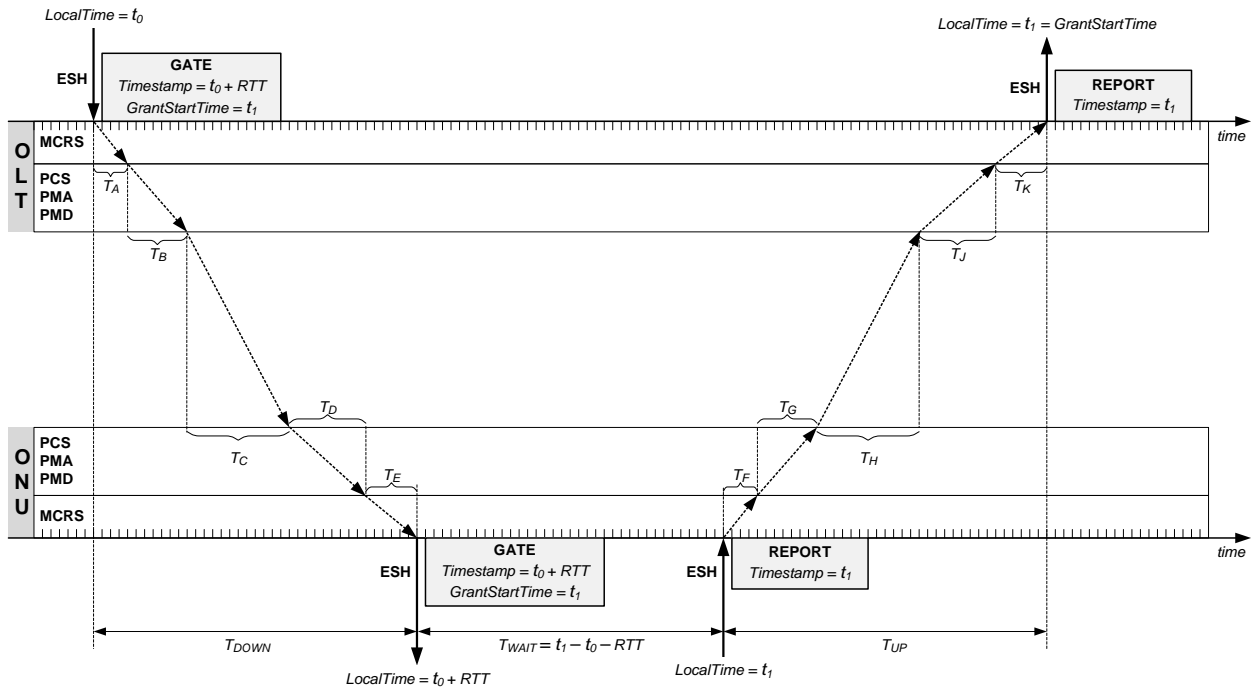 LocalTime = t0
LocalTime = t1 = GrantStartTime
ESH
GATE
Timestamp = t0 + RTT
GrantStartTime = t1
ESH
REPORT
Timestamp = t1
time
OLT
MCRS
PCS
PMA
PMD
TA
TB
TK
TJ
TC
TD
TE
TF
TG
TH
ONU
PCS
PMA
PMD
MCRS
time
ESH
GATE
Timestamp = t0 + RTT
GrantStartTime = t1
ESH
REPORT
Timestamp = t1
TDOWN
TWAIT = t1 – t0 – RTT
TUP
LocalTime = t0 + RTT
LocalTime = t1